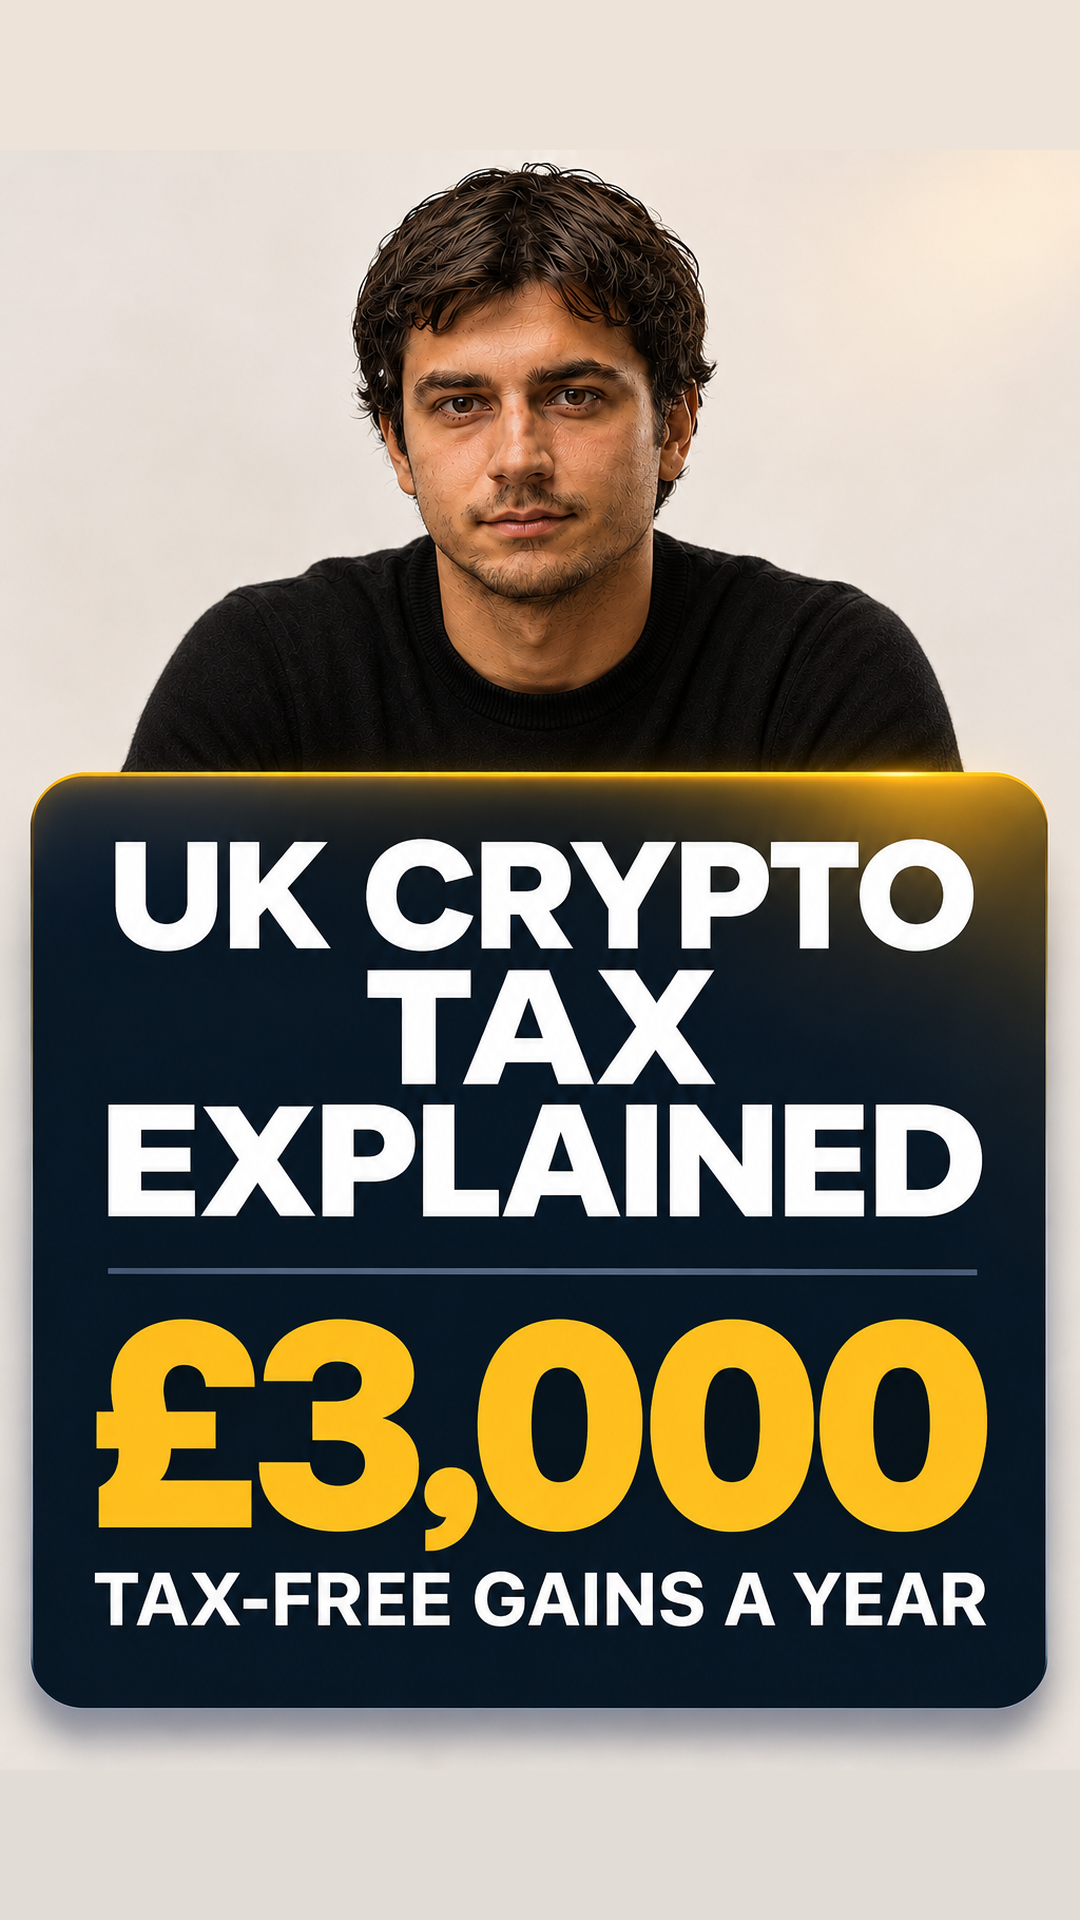 UK CRYPTO
TAX
EXPLAINED
£3,000
TAX-FREE GAINS A YEAR